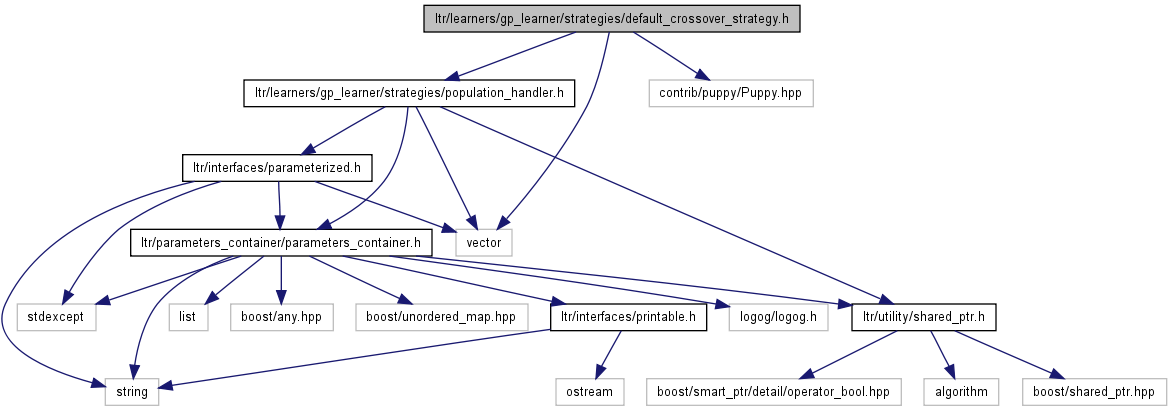 ltr/learners/gp_learner/strategies/default_crossover_strategy.h
ltr/learners/gp_learner/strategies/population_handler.h
contrib/puppy/Puppy.hpp
ltr/interfaces/parameterized.h
ltr/parameters_container/parameters_container.h
vector
stdexcept
list
boost/any.hpp
boost/unordered_map.hpp
ltr/interfaces/printable.h
logog/logog.h
ltr/utility/shared_ptr.h
string
ostream
boost/smart_ptr/detail/operator_bool.hpp
algorithm
boost/shared_ptr.hpp